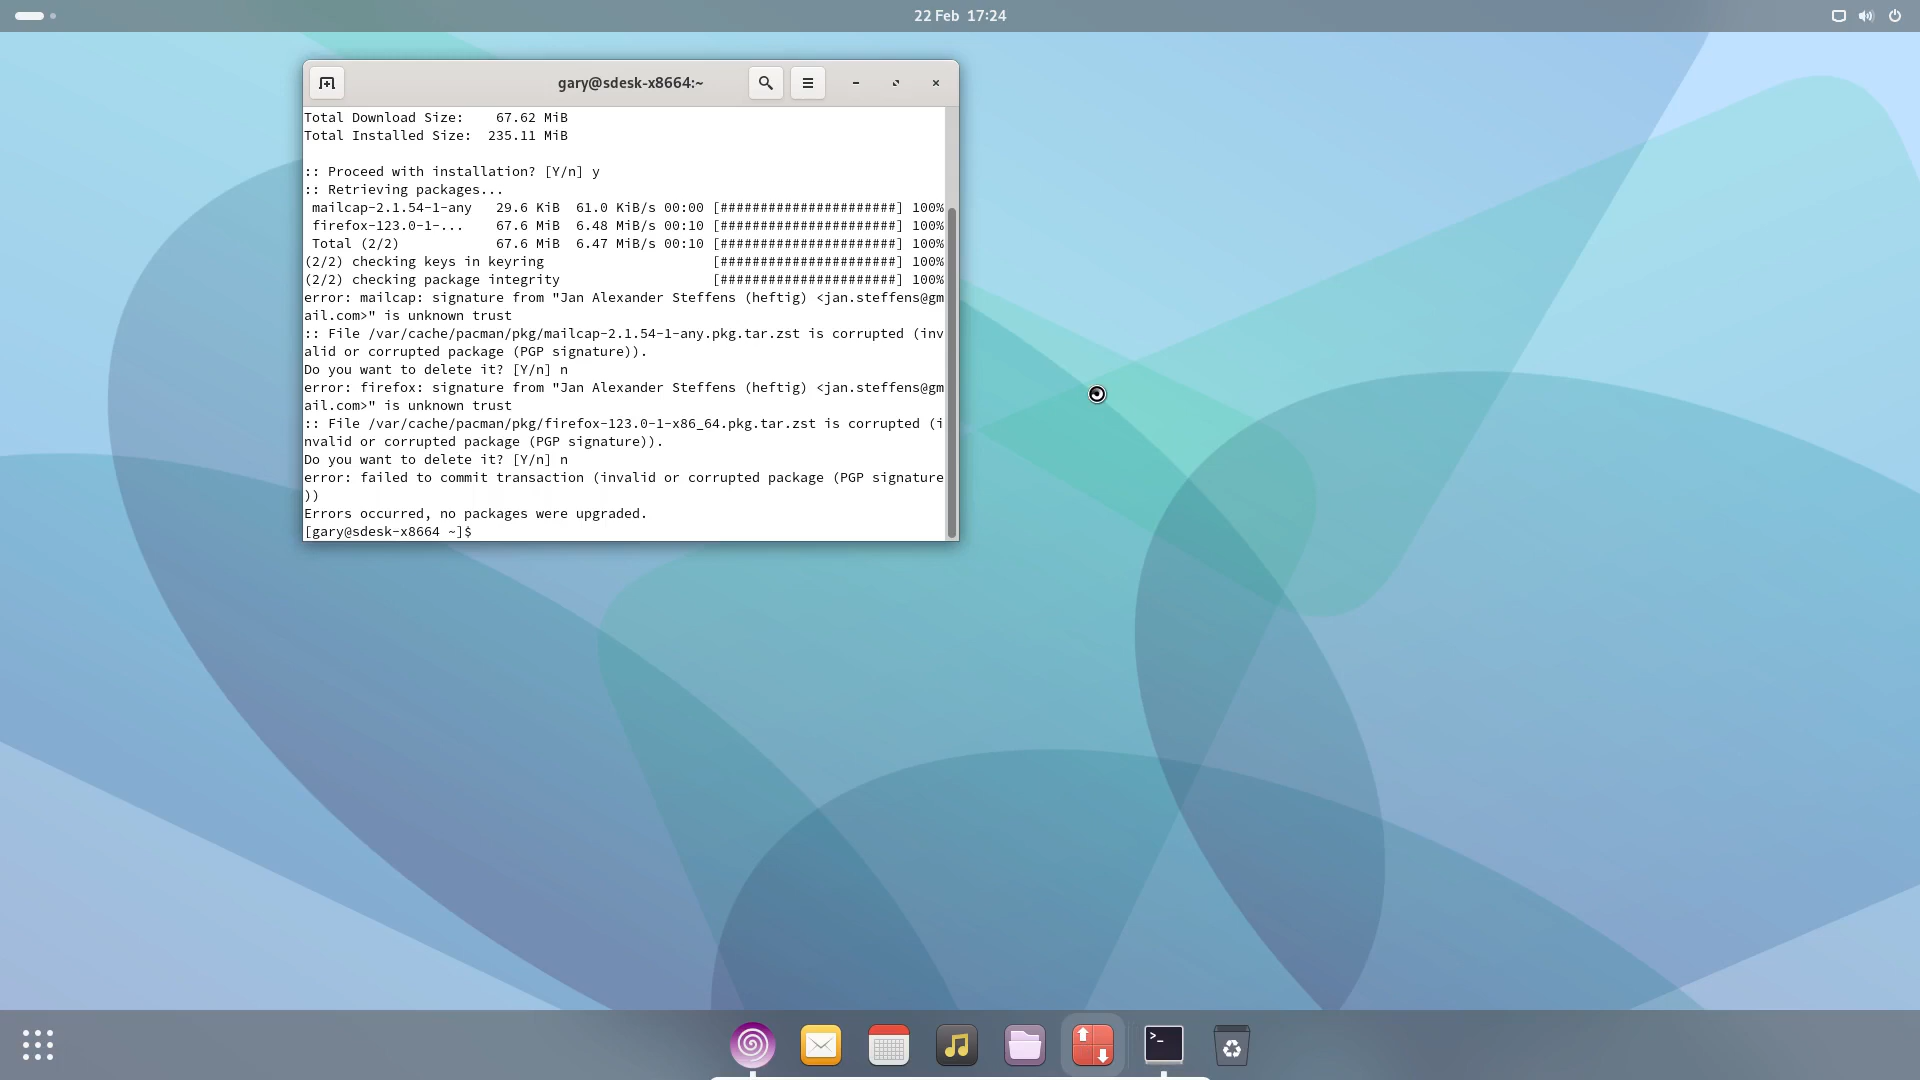 22 Feb 17:24
gary@sdesk-x8664:~
Total Download Size:    67.62 MiB
Total Installed Size:  235.11 MiB
:: Proceed with installation? [Y/n] y
:: Retrieving packages...
 mailcap-2.1.54-1-any   29.6 KiB  61.0 KiB/s 00:00 [######################] 100%
 firefox-123.0-1-...    67.6 MiB  6.48 MiB/s 00:10 [######################] 100%
 Total (2/2)            67.6 MiB  6.47 MiB/s 00:10 [######################] 100%
(2/2) checking keys in keyring                     [######################] 100%
(2/2) checking package integrity                   [######################] 100%
error: mailcap: signature from "Jan Alexander Steffens (heftig) <jan.steffens@gm
ail.com>" is unknown trust
:: File /var/cache/pacman/pkg/mailcap-2.1.54-1-any.pkg.tar.zst is corrupted (inv
alid or corrupted package (PGP signature)).
Do you want to delete it? [Y/n] n
error: firefox: signature from "Jan Alexander Steffens (heftig) <jan.steffens@gm
ail.com>" is unknown trust
:: File /var/cache/pacman/pkg/firefox-123.0-1-x86_64.pkg.tar.zst is corrupted (i
nvalid or corrupted package (PGP signature)).
Do you want to delete it? [Y/n] n
error: failed to commit transaction (invalid or corrupted package (PGP signature
))
Errors occurred, no packages were upgraded.
[gary@sdesk-x8664 ~]$
>_